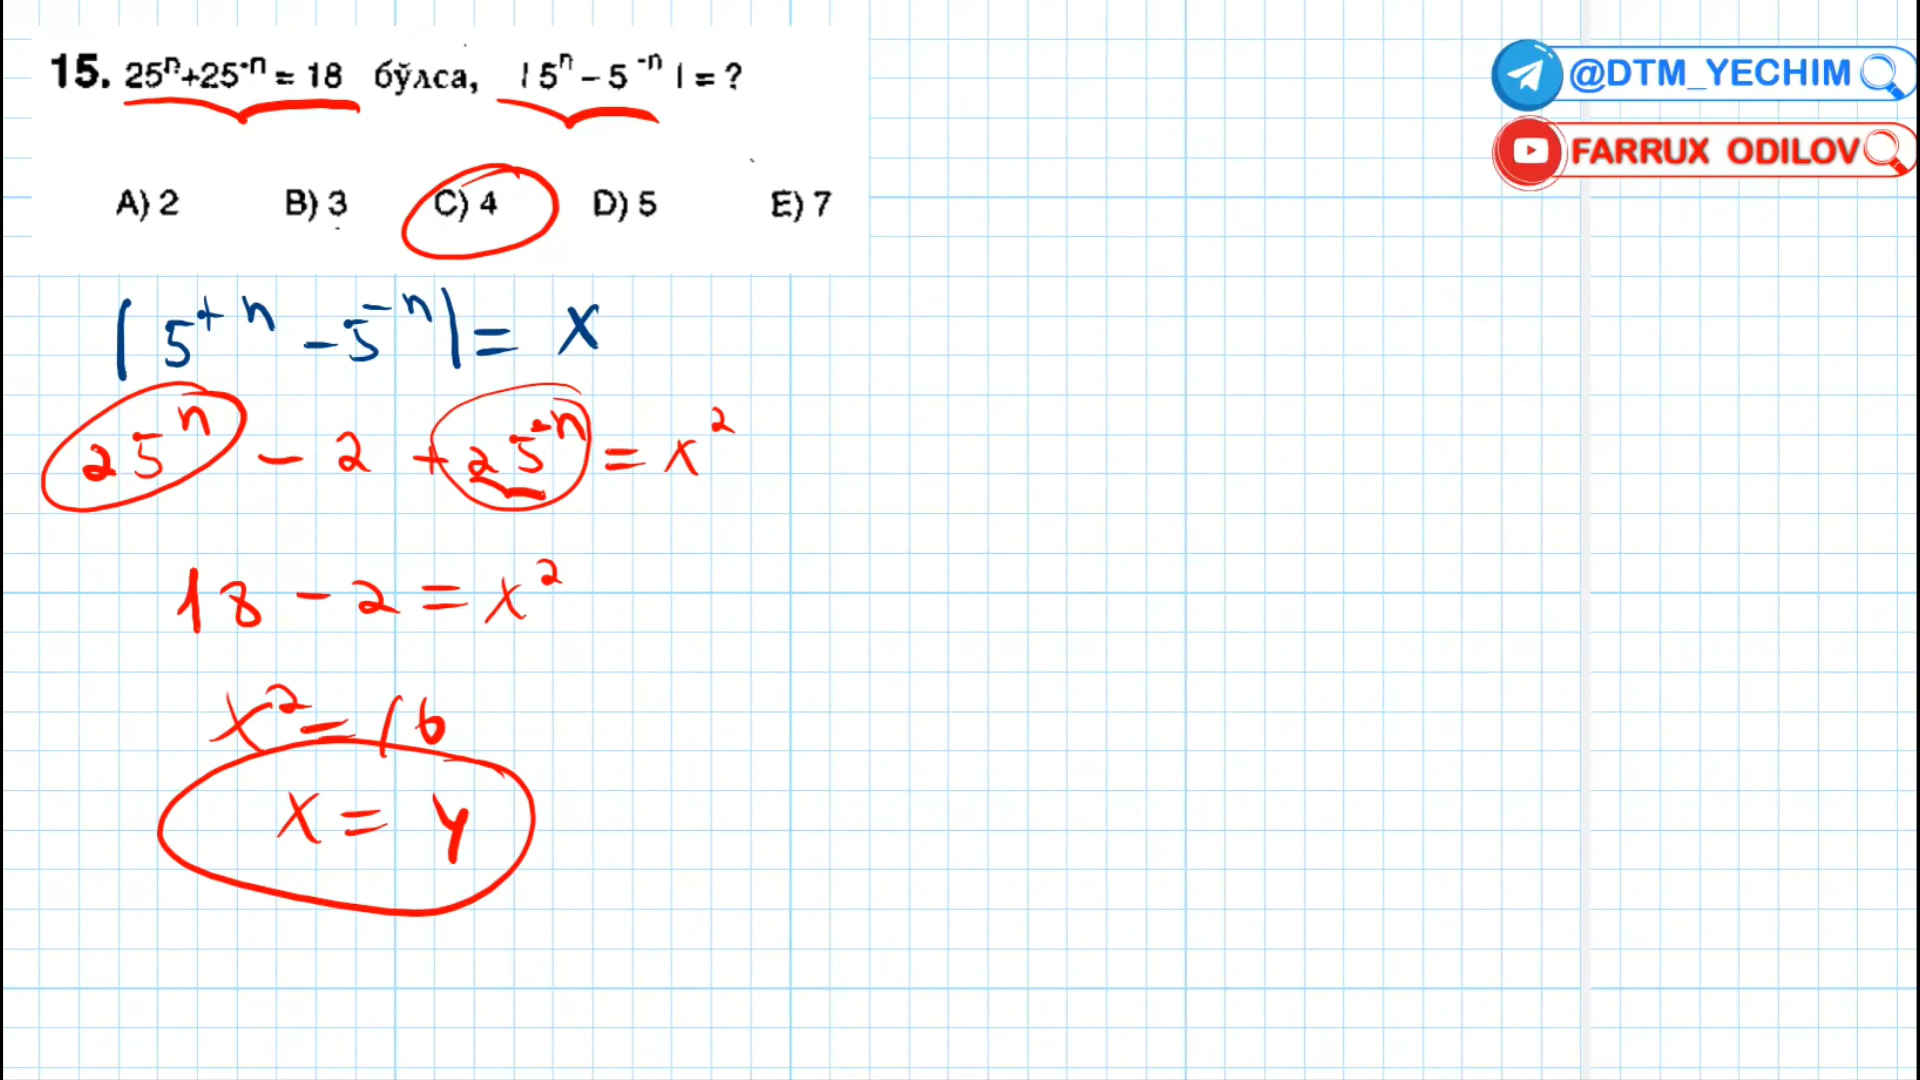 15. 25ⁿ+25⁻ⁿ = 18 бўлса, |5ⁿ – 5⁻ⁿ| = ?
A) 2 B) 3 C) 4 D) 5 E) 7
@DTM_YECHIM
FARRUX ODILOV
|5⁺ⁿ – 5⁻ⁿ| = x
25ⁿ – 2 + 25⁻ⁿ = x²
18 – 2 = x²
x² = 16
x = 4